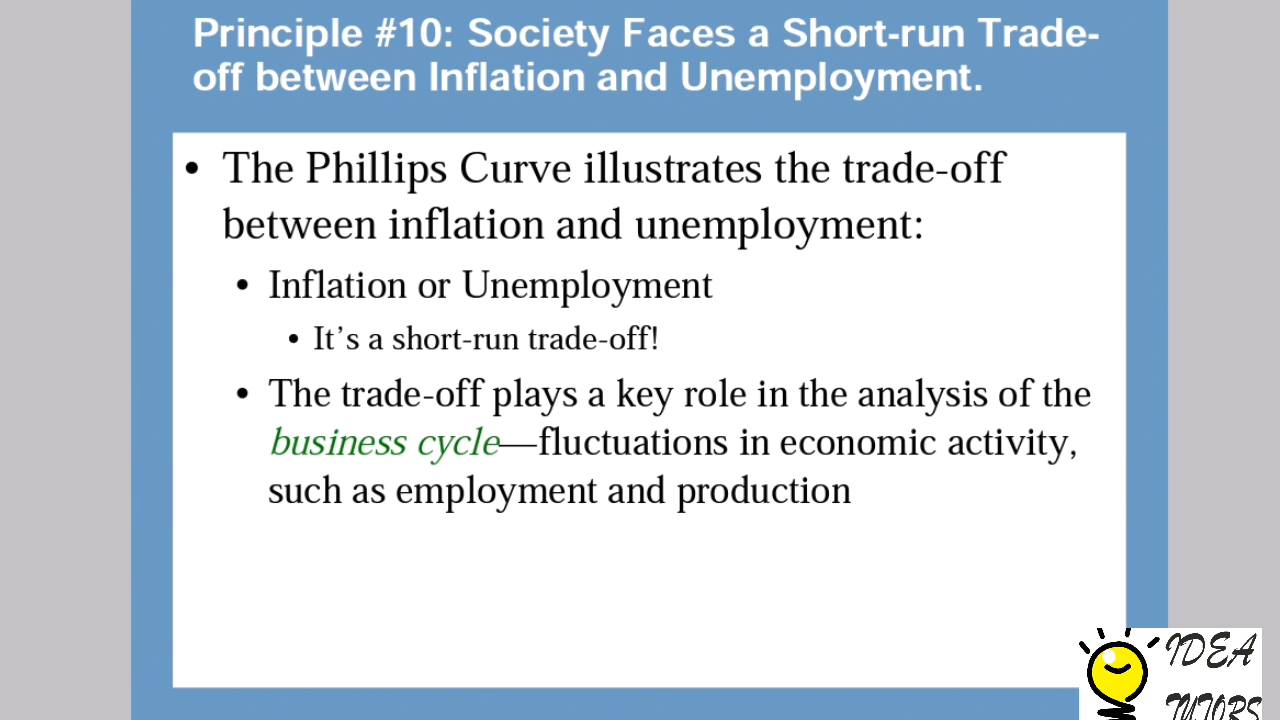 Principle #10: Society Faces a Short-run Trade-
off between Inflation and Unemployment.
• The Phillips Curve illustrates the trade-off
between inflation and unemployment:
• Inflation or Unemployment
• It’s a short-run trade-off!
• The trade-off plays a key role in the analysis of the
business cycle—fluctuations in economic activity,
such as employment and production
IDEA
TUTORS